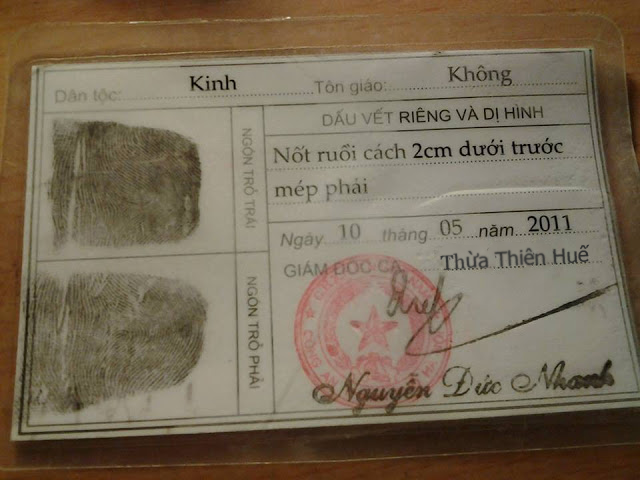 Dân tộc: Kinh Tôn giáo: Không
NGÓN TRỎ TRÁI
NGÓN TRỎ PHẢI
DẤU VẾT RIÊNG VÀ DỊ HÌNH
Nốt ruồi cách 2cm dưới trước
mép phải
Ngày 10 tháng 05 năm 2011
GIÁM ĐỐC CA Thừa Thiên Huế
Nguyễn Đức Nhanh